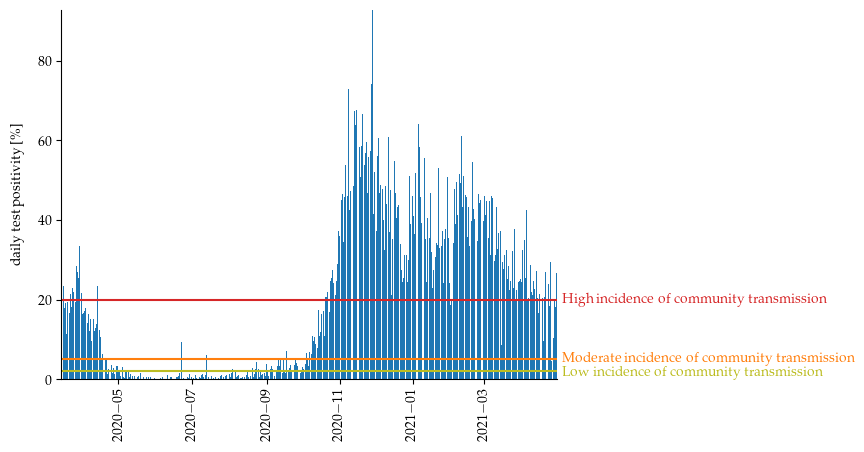 80
60
40
20
0
daily test positivity [%]
High incidence of community transmission
Moderate incidence of community transmission
Low incidence of community transmission
2020−05
2020−07
2020−09
2020−11
2021−01
2021−03